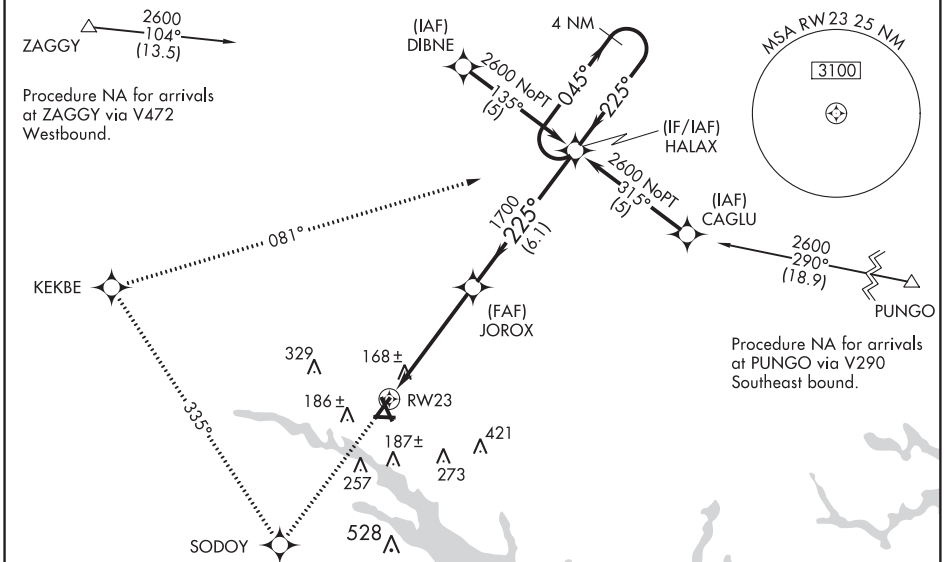 2600
ZAGGY
104°
(13.5)
Procedure NA for arrivals
at ZAGGY via V472
Westbound.
(IAF)
DIBNE
4 NM
2600 NoPT
135°
(5)
045°
225°
MSA RW 23 25 NM
3100
(IF/IAF)
HALAX
2600 NoPT
315°
(5)
(IAF)
CAGLU
2600
290°
(18.9)
PUNGO
Procedure NA for arrivals
at PUNGO via V290
Southeast bound.
1700
225°
(6.1)
081°
KEKBE
(FAF)
JOROX
329
168 ±
186 ±
RW23
187±
421
257
273
335°
SODOY
528